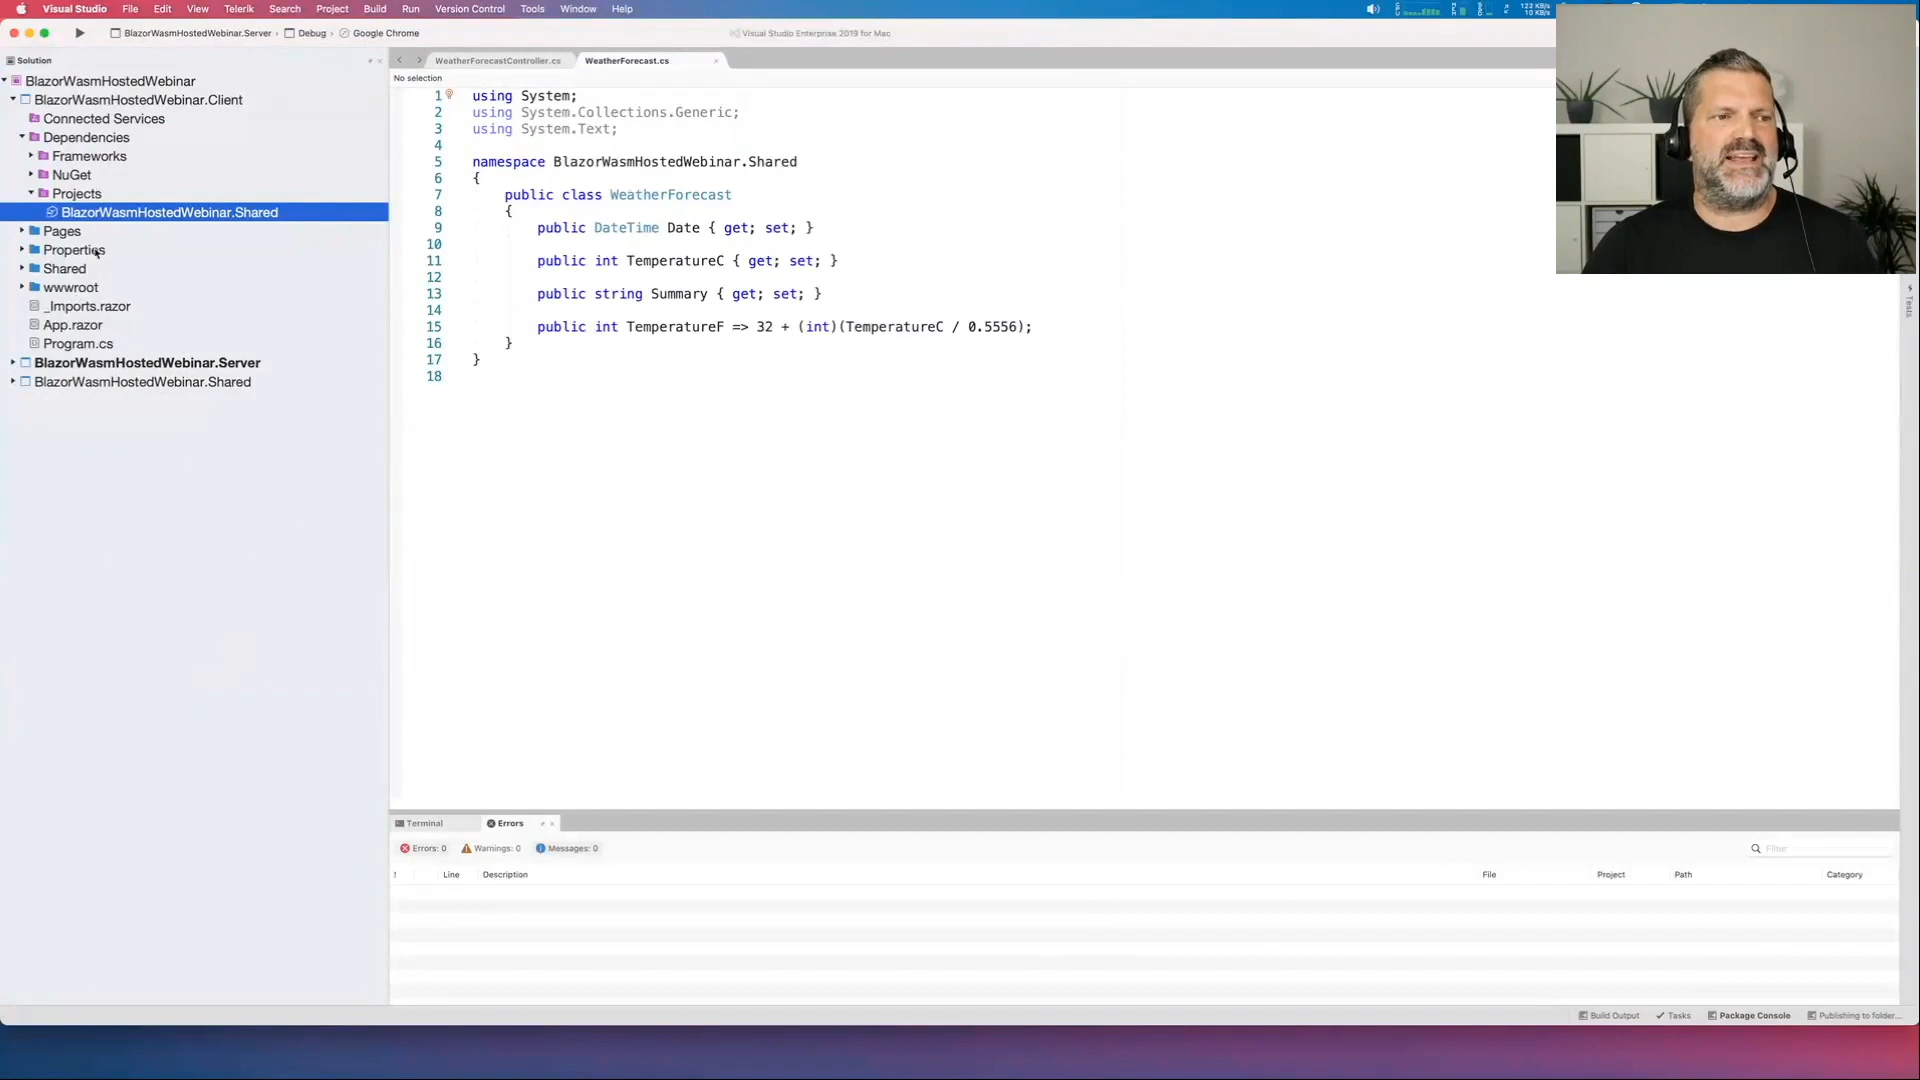 Visual Studio File Edit View Telerik Search Project Build Run Version Control Tools Window Help
122 KB/s
10 KB/s
BlazorWasmHostedWebinar.Server › Debug › Google Chrome
Visual Studio Enterprise 2019 for Mac
Solution
BlazorWasmHostedWebinar
BlazorWasmHostedWebinar.Client
Connected Services
Dependencies
Frameworks
NuGet
Projects
BlazorWasmHostedWebinar.Shared
Pages
Properties
Shared
wwwroot
_Imports.razor
App.razor
Program.cs
BlazorWasmHostedWebinar.Server
BlazorWasmHostedWebinar.Shared
WeatherForecastController.cs WeatherForecast.cs
No selection
1 using System;
2 using System.Collections.Generic;
3 using System.Text;
4
5 namespace BlazorWasmHostedWebinar.Shared
6 {
7 public class WeatherForecast
8 {
9 public DateTime Date { get; set; }
10
11 public int TemperatureC { get; set; }
12
13 public string Summary { get; set; }
14
15 public int TemperatureF => 32 + (int)(TemperatureC / 0.5556);
16 }
17 }
18
Tests
Terminal Errors
Errors: 0 Warnings: 0 Messages: 0 Filter
! Line Description File Project Path Category
Build Output Tasks Package Console Publishing to folder...